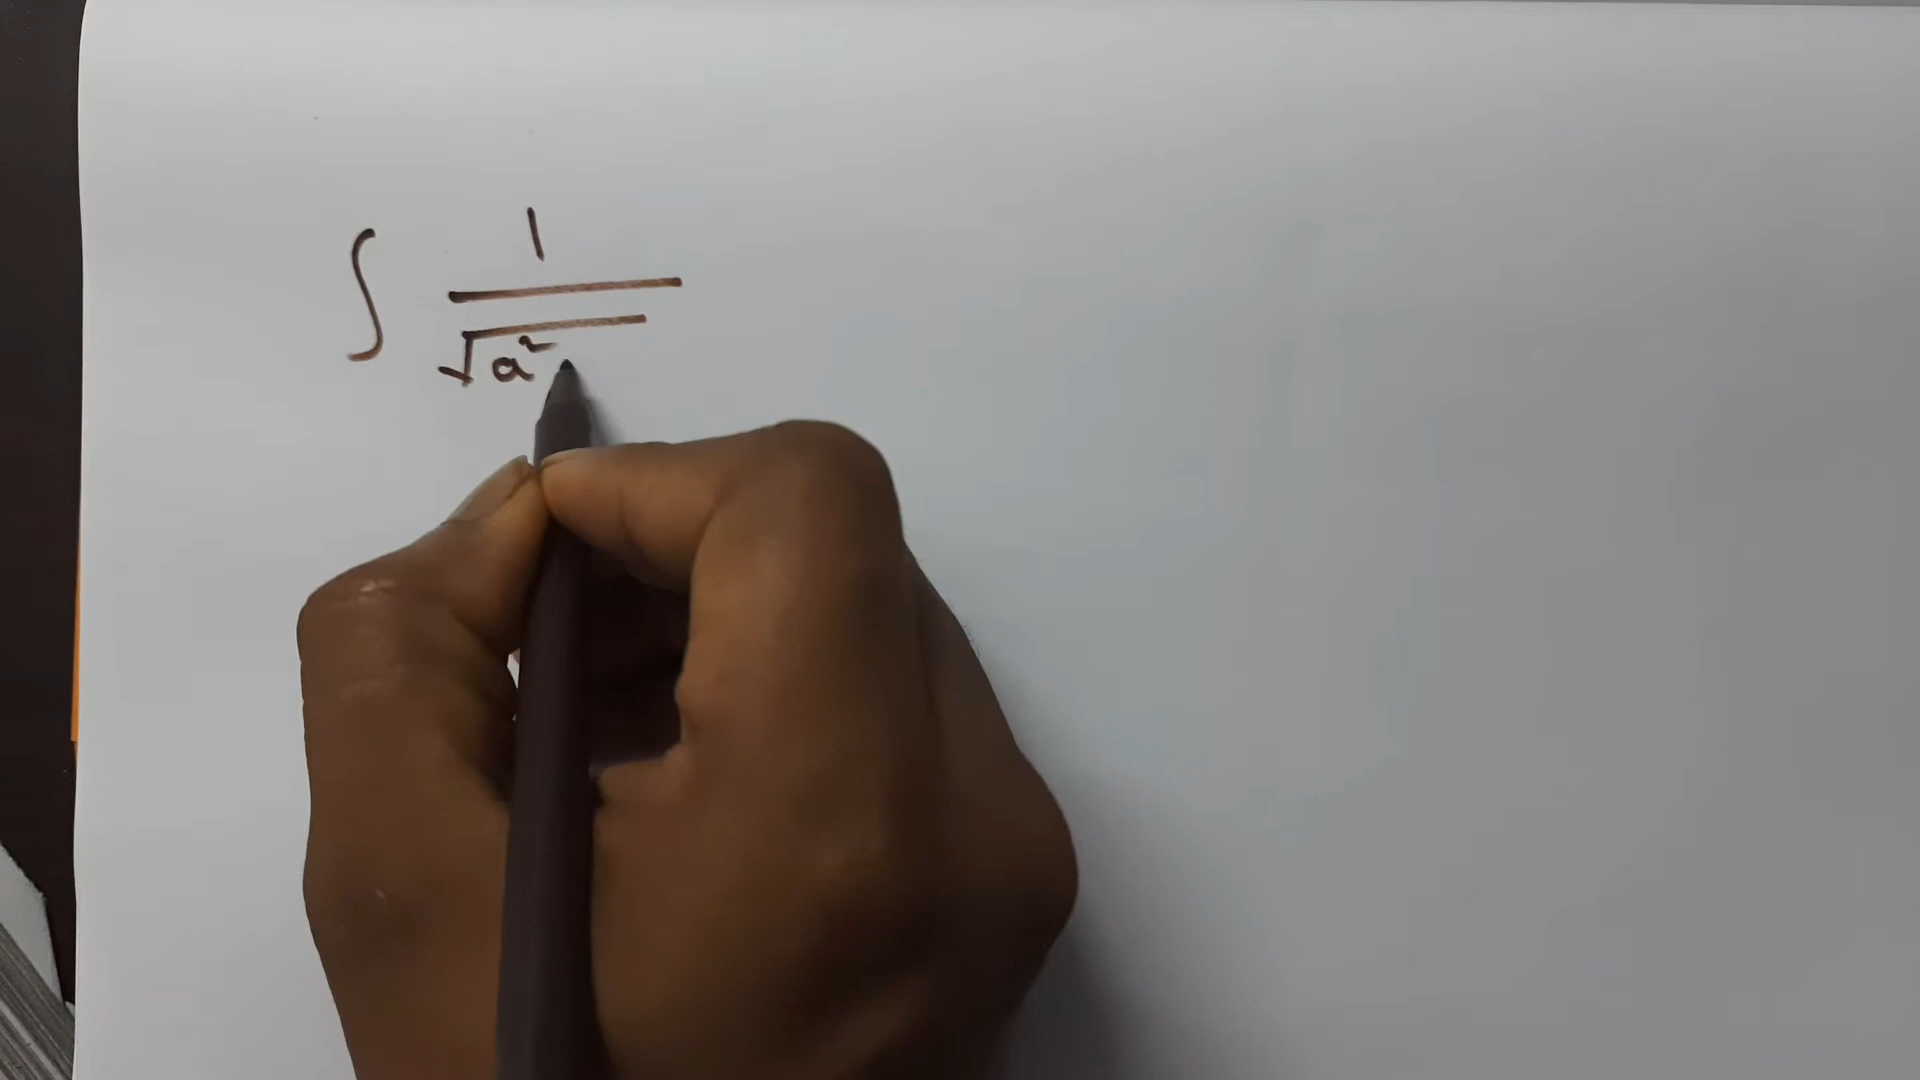 ∫ 1/√a²